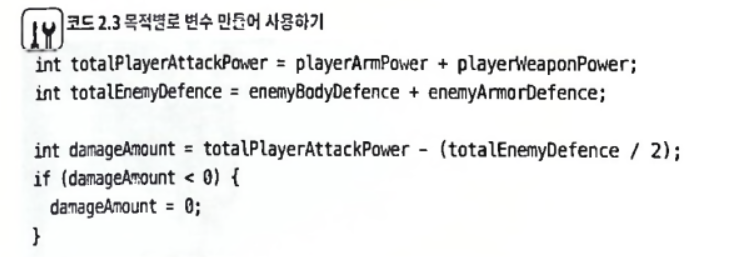 코드 2.3 목적별로 변수 만들어 사용하기
int totalPlayerAttackPower = playerArmPower + playerWeaponPower;
int totalEnemyDefence = enemyBodyDefence + enemyArmorDefence;
int damageAmount = totalPlayerAttackPower - (totalEnemyDefence / 2);
if (damageAmount < 0) {
damageAmount = 0;
}